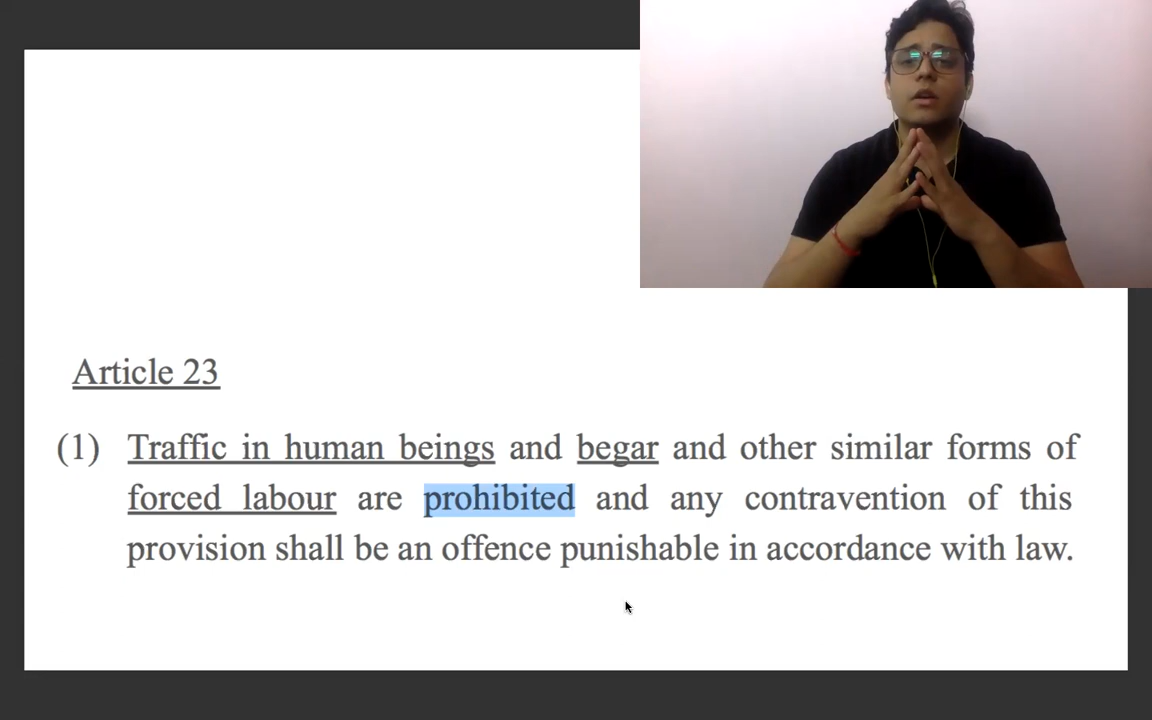 Article 23
(1) Traffic in human beings and begar and other similar forms of
forced labour are prohibited and any contravention of this
provision shall be an offence punishable in accordance with law.